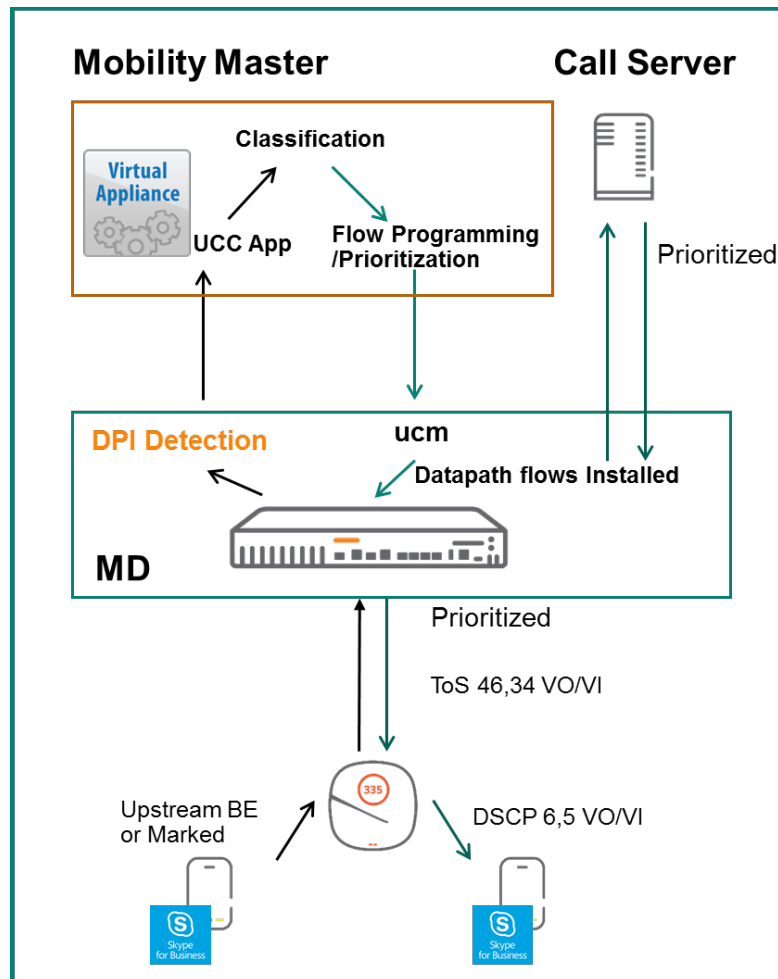 Mobility Master
Call Server
Classification
Virtual
Appliance
UCC App
Flow Programming
/Prioritization
Prioritized
DPI Detection
ucm
Datapath flows Installed
MD
Prioritized
ToS 46,34 VO/VI
335
Upstream BE
or Marked
DSCP 6,5 VO/VI
S
Skype
for Business
S
Skype
for Business